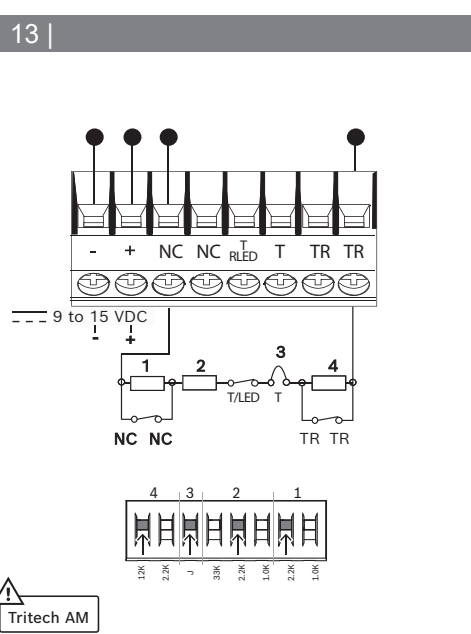 13 |
- + NC NC T RLED T TR TR
9 to 15 VDC
- +
1 2 3 4
T/LED T
NC NC TR TR
4 3 2 1
12K 2.2K J 33K 2.2K 1.0K 2.2K 1.0K
!
Tritech AM